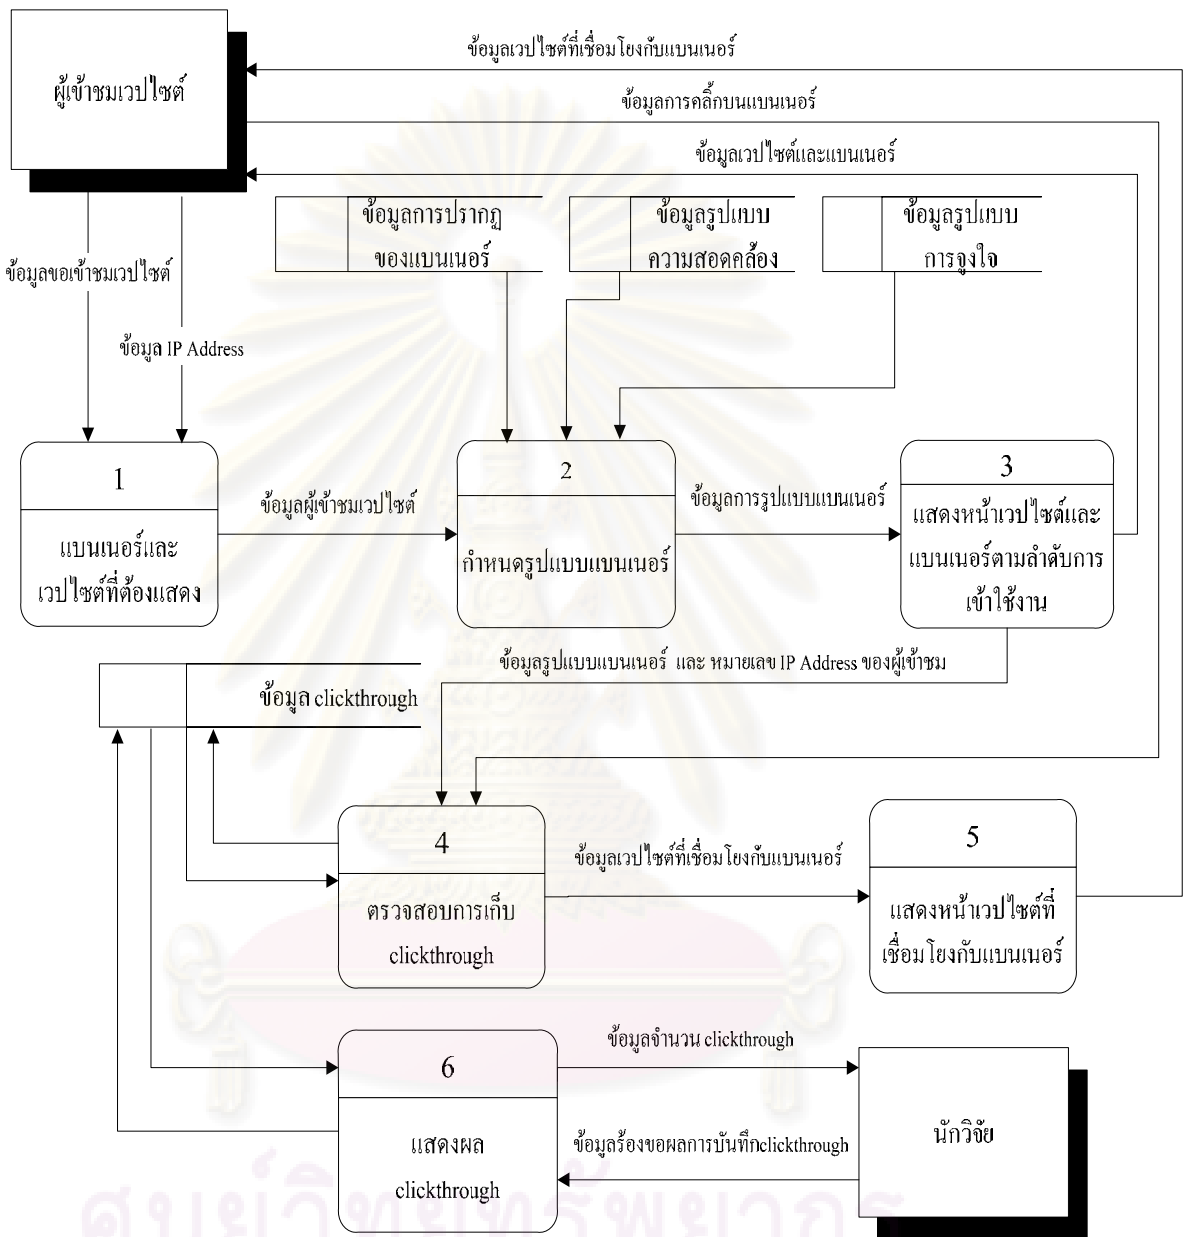 ข้อมูลเวปไซต์ที่เชื่อมโยงกับแบนเนอร์
ผู้เข้าชมเวปไซต์
ข้อมูลการคลิ้กบนแบนเนอร์
ข้อมูลเวปไซต์และแบนเนอร์
ข้อมูลการปรากฏ
ของแบนเนอร์
ข้อมูลรูปแบบ
ความสอดคล้อง
ข้อมูลรูปแบบ
การจูงใจ
ข้อมูลขอเข้าชมเวปไซต์
ข้อมูล IP Address
1
แบนเนอร์และ
เวปไซต์ที่ต้องแสดง
ข้อมูลผู้เข้าชมเวปไซต์
2
กำหนดรูปแบบแบนเนอร์
ข้อมูลการรูปแบบแบนเนอร์
3
แสดงหน้าเวปไซต์และ
แบนเนอร์ตามลำดับการ
เข้าใช้งาน
ข้อมูลรูปแบบแบนเนอร์ และ หมายเลข IP Address ของผู้เข้าชม
ข้อมูล clickthrough
4
ตรวจสอบการเก็บ
clickthrough
ข้อมูลเวปไซต์ที่เชื่อมโยงกับแบนเนอร์
5
แสดงหน้าเวปไซต์ที่
เชื่อมโยงกับแบนเนอร์
6
แสดงผล
clickthrough
ข้อมูลจำนวน clickthrough
ข้อมูลร้องขอผลการบันทึกclickthrough
นักวิจัย
ศูนย์วิทยทรัพยากร